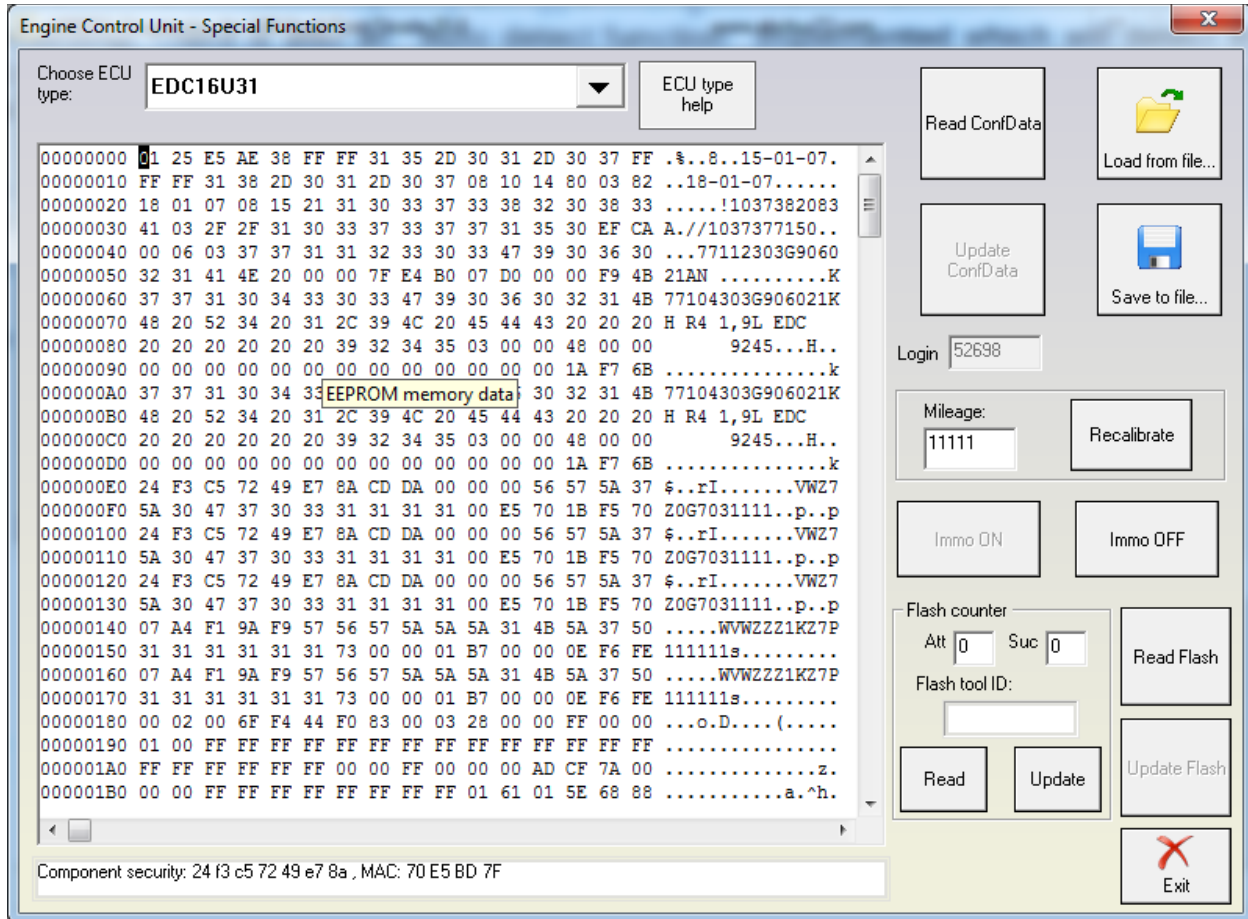 Engine Control Unit - Special Functions
Choose ECU type:
EDC16U31
ECU type help
Read ConfData
Load from file...
00000000 01 25 E5 AE 38 FF FF 31 35 2D 30 31 2D 30 37 FF .%..8..15-01-07.
00000010 FF FF 31 38 2D 30 31 2D 30 37 08 10 14 80 03 82 ..18-01-07......
00000020 18 01 07 08 15 21 31 30 33 37 33 38 32 30 38 33 .....!1037382083
00000030 41 03 2F 2F 31 30 33 37 33 37 37 31 35 30 EF CA A.//1037377150..
00000040 00 06 03 37 37 31 31 32 33 30 33 47 39 30 36 30 ...77112303G9060
00000050 32 31 41 4E 20 00 00 7F E4 B0 07 D0 00 00 F9 4B 21AN ..........K
00000060 37 37 31 30 34 33 30 33 47 39 30 36 30 32 31 4B 77104303G906021K
00000070 48 20 52 34 20 31 2C 39 4C 20 45 44 43 20 20 20 H R4 1,9L EDC
00000080 20 20 20 20 20 20 39 32 34 35 03 00 00 48 00 00 9245...H..
00000090 00 00 00 00 00 00 00 00 00 00 00 00 00 1A F7 6B ...............k
000000A0 37 37 31 30 34 33 EEPROM memory data 30 32 31 4B 77104303G906021K
000000B0 48 20 52 34 20 31 2C 39 4C 20 45 44 43 20 20 20 H R4 1,9L EDC
000000C0 20 20 20 20 20 20 39 32 34 35 03 00 00 48 00 00 9245...H..
000000D0 00 00 00 00 00 00 00 00 00 00 00 00 00 1A F7 6B ...............k
000000E0 24 F3 C5 72 49 E7 8A CD DA 00 00 00 56 57 5A 37 $..rI.......VWZ7
000000F0 5A 30 47 37 30 33 31 31 31 31 00 E5 70 1B F5 70 Z0G7031111..p..p
00000100 24 F3 C5 72 49 E7 8A CD DA 00 00 00 56 57 5A 37 $..rI.......VWZ7
00000110 5A 30 47 37 30 33 31 31 31 31 00 E5 70 1B F5 70 Z0G7031111..p..p
00000120 24 F3 C5 72 49 E7 8A CD DA 00 00 00 56 57 5A 37 $..rI.......VWZ7
00000130 5A 30 47 37 30 33 31 31 31 31 00 E5 70 1B F5 70 Z0G7031111..p..p
00000140 07 A4 F1 9A F9 57 56 57 5A 5A 5A 31 4B 5A 37 50 .....WVWZZZ1KZ7P
00000150 31 31 31 31 31 31 73 00 00 01 B7 00 00 0E F6 FE 111111s.........
00000160 07 A4 F1 9A F9 57 56 57 5A 5A 5A 31 4B 5A 37 50 .....WVWZZZ1KZ7P
00000170 31 31 31 31 31 31 73 00 00 01 B7 00 00 0E F6 FE 111111s.........
00000180 00 02 00 6F F4 44 F0 83 00 03 28 00 00 FF 00 00 ...o.D....(.....
00000190 01 00 FF FF FF FF FF FF FF FF FF FF FF FF FF FF ................
000001A0 FF FF FF FF FF FF FF 00 00 FF 00 00 00 AD CF 7A 00 ..............z.
000001B0 00 00 FF FF FF FF FF FF FF FF 01 61 01 5E 68 88 ...........a.^h.
Update ConfData
Save to file...
Login 52698
Mileage:
11111
Recalibrate
Immo ON
Immo OFF
Flash counter
Att 0 Suc 0
Flash tool ID:
Read
Update
Read Flash
Update Flash
Component security: 24 f3 c5 72 49 e7 8a , MAC: 70 E5 BD 7F
Exit